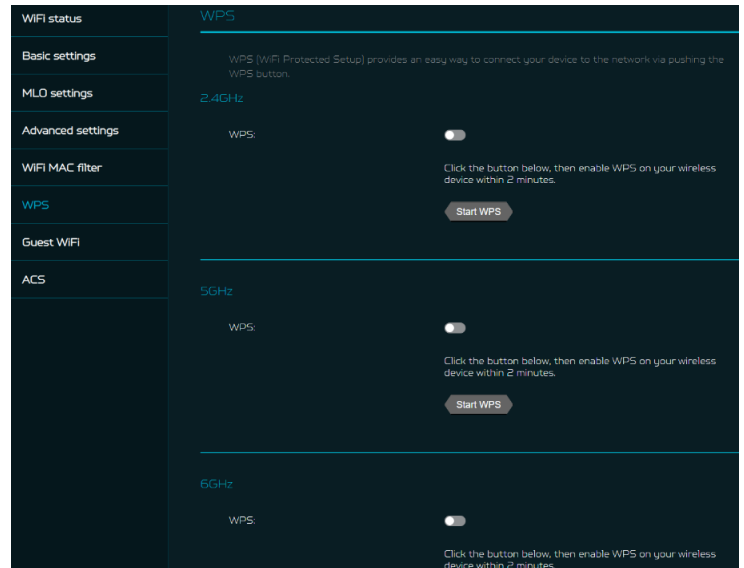 WiFi status
Basic settings
MLO settings
Advanced settings
WiFi MAC filter
WPS
Guest WiFi
ACS
WPS
WPS (WiFi Protected Setup) provides an easy way to connect your device to the network via pushing the
WPS button.
2.4GHz
WPS:
Click the button below, then enable WPS on your wireless
device within 2 minutes.
Start WPS
5GHz
WPS:
Click the button below, then enable WPS on your wireless
device within 2 minutes.
Start WPS
6GHz
WPS:
Click the button below, then enable WPS on your wireless
device within 2 minutes.